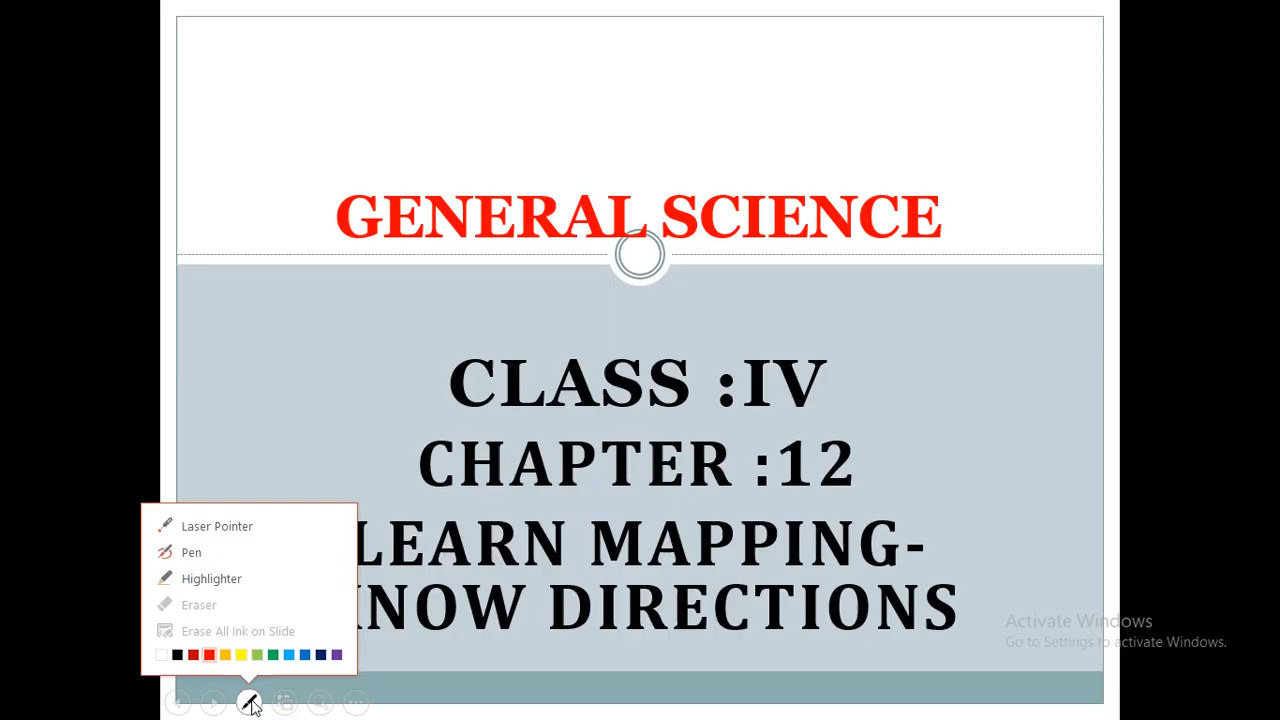 GENERAL SCIENCE
CLASS :IV
CHAPTER :12
LEARN MAPPING-
KNOW DIRECTIONS
Laser Pointer
Pen
Highlighter
Eraser
Erase All Ink on Slide
Activate Windows
Go to Settings to activate Windows.